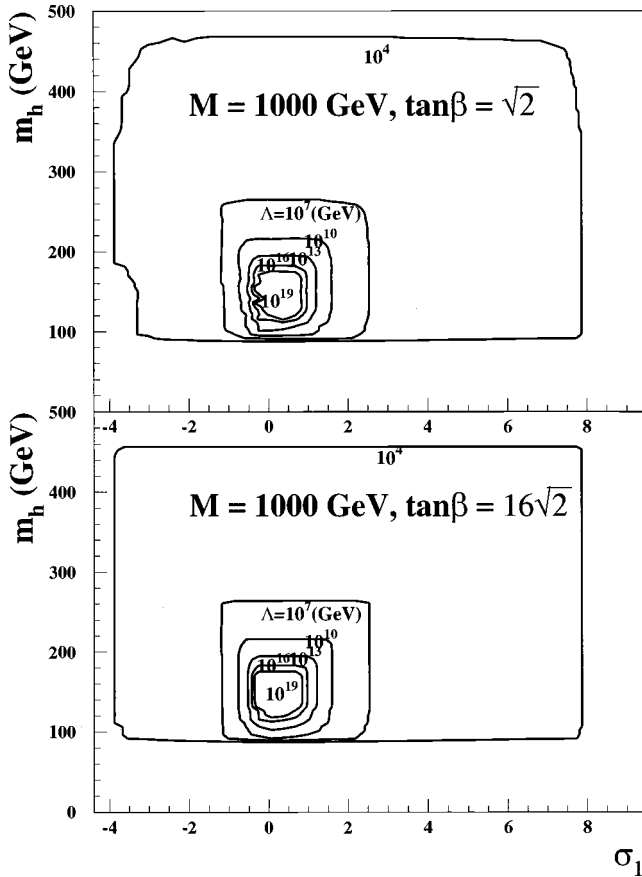 500
400
300
200
100
m_h (GeV)
10^4
M = 1000 GeV, tanβ = √2
Λ=10^7(GeV)
10^10
10^16 10^13
10^19
-4 -2 0 2 4 6 8
500
400
300
200
100
0
m_h (GeV)
10^4
M = 1000 GeV, tanβ = 16√2
Λ=10^7(GeV)
10^10
10^16 10^13
10^19
-4 -2 0 2 4 6 8
σ_1